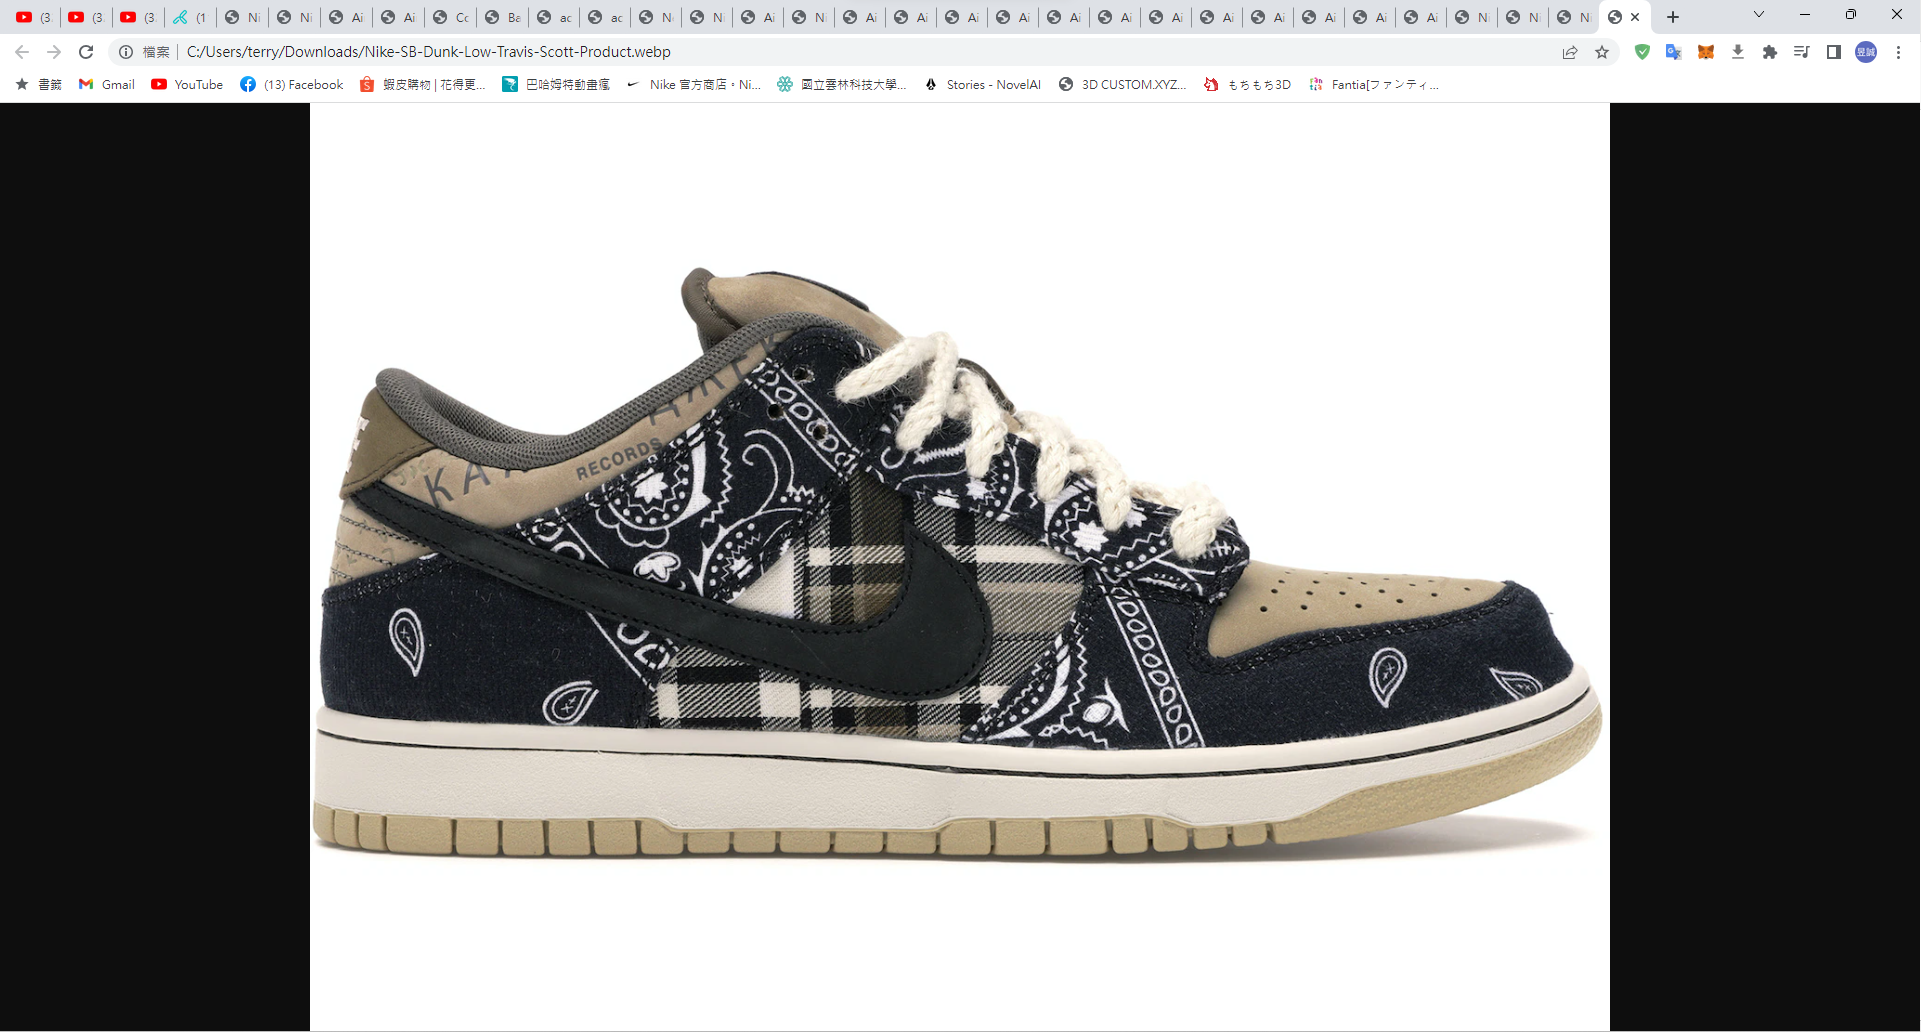 (3
(3
(3
(1
Ni
Ni
Ai
Ai
Cc
Ba
ac
ac
Ni
Ni
Ai
Ni
Ai
Ai
Ai
Ai
Ai
Ai
Ai
Ai
Ai
Ai
Ai
Ai
Ni
Ni
Ni
檔案 C:/Users/terry/Downloads/Nike-SB-Dunk-Low-Travis-Scott-Product.webp
昱誠
書籤 Gmail YouTube (13) Facebook 蝦皮購物 | 花得更... 巴哈姆特動畫瘋 Nike 官方商店。Ni... 國立雲林科技大學... Stories - NovelAI 3D CUSTOM.XYZ... もちもち3D Fantia[ファンティ...
RECORDS